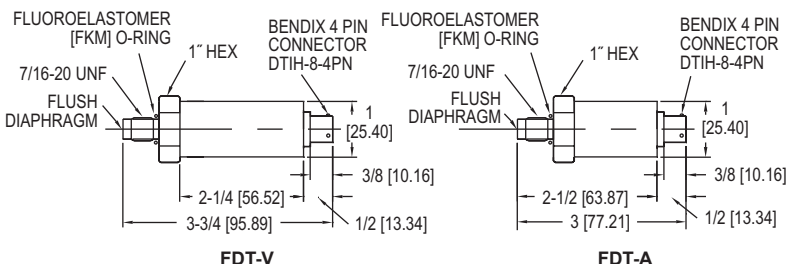 FLUOROELASTOMER
[FKM] O-RING
1˝ HEX
BENDIX 4 PIN
CONNECTOR
DTIH-8-4PN
7/16-20 UNF
FLUSH
DIAPHRAGM
1
[25.40]
3/8 [10.16]
2-1/4 [56.52]
3-3/4 [95.89]
1/2 [13.34]
FDT-V
FLUOROELASTOMER
[FKM] O-RING
1˝ HEX
BENDIX 4 PIN
CONNECTOR
DTIH-8-4PN
7/16-20 UNF
FLUSH
DIAPHRAGM
1
[25.40]
3/8 [10.16]
2-1/2 [63.87]
3 [77.21]
1/2 [13.34]
FDT-A